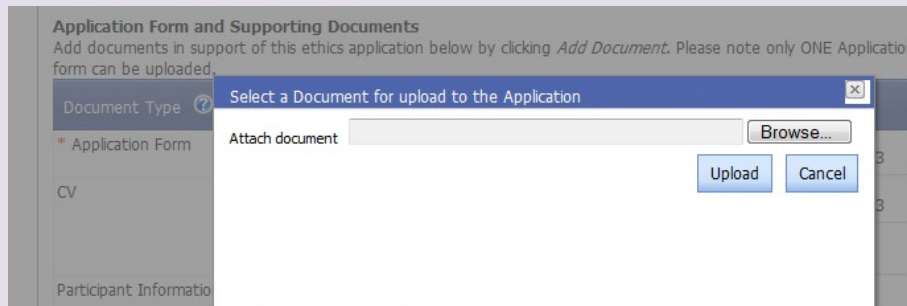 Application Form and Supporting Documents
Add documents in support of this ethics application below by clicking Add Document. Please note only ONE Applicatio
form can be uploaded.
Document Type ?
Select a Document for upload to the Application
* Application Form
Attach document
Browse...
3
Upload
Cancel
CV
3
Participant Informatio